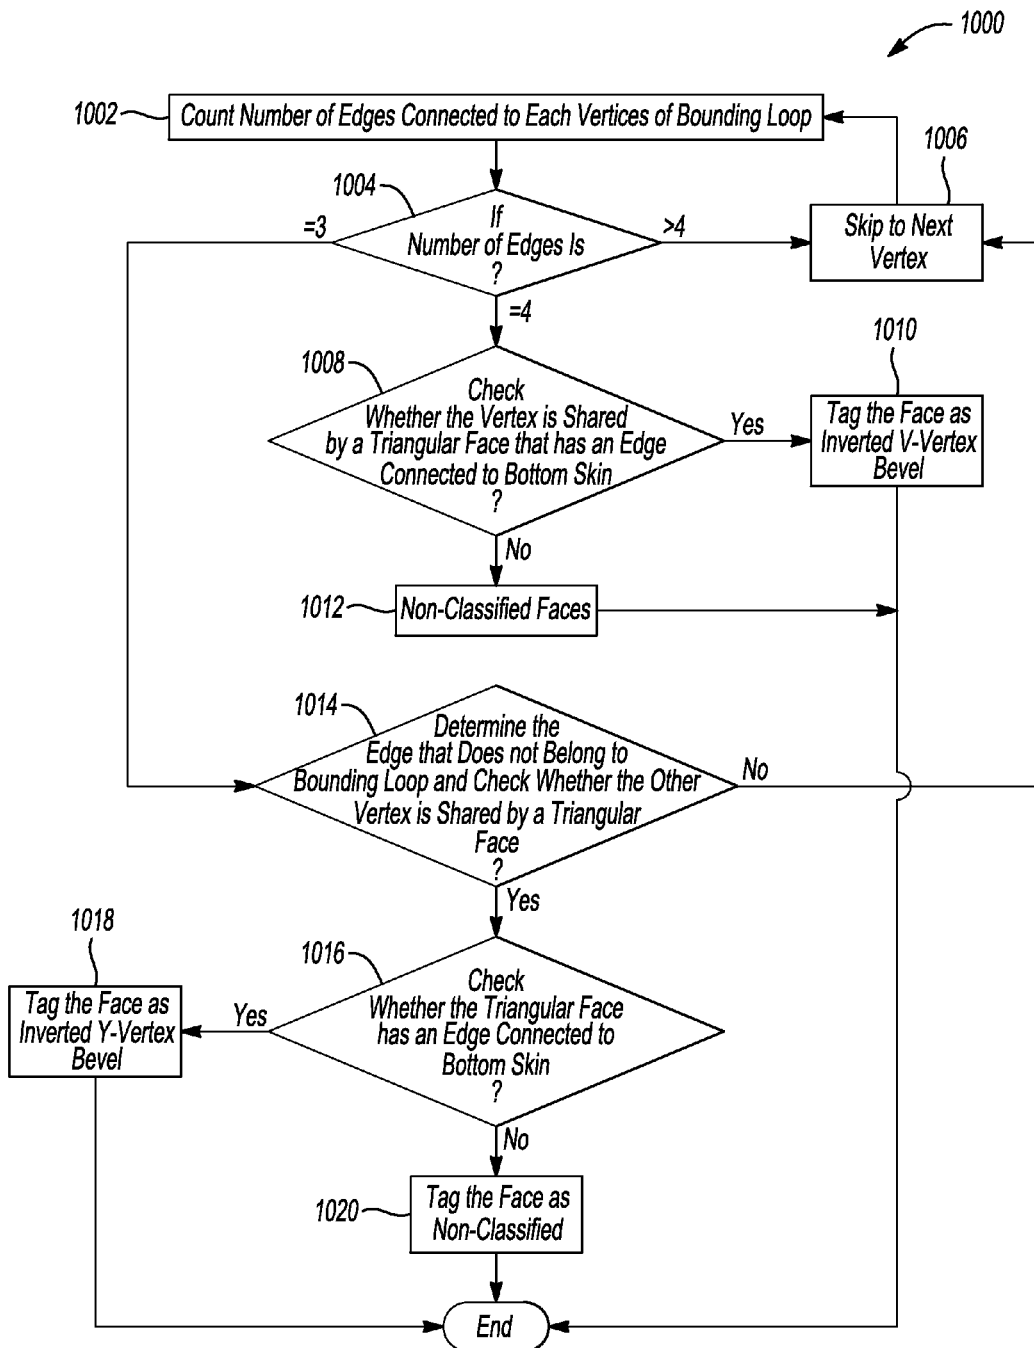 1000
1002
Count Number of Edges Connected to Each Vertices of Bounding Loop
1006
1004
If
Number of Edges Is
?
=3
>4
=4
Skip to Next
Vertex
1010
1008
Check
Whether the Vertex is Shared
by a Triangular Face that has an Edge
Connected to Bottom Skin
?
Yes
Tag the Face as
Inverted V-Vertex
Bevel
No
1012
Non-Classified Faces
1014
Determine the
Edge that Does not Belong to
Bounding Loop and Check Whether the Other
Vertex is Shared by a Triangular
Face
?
No
Yes
1018
1016
Check
Whether the Triangular Face
has an Edge Connected to
Bottom Skin
?
Yes
Tag the Face as
Inverted Y-Vertex
Bevel
No
1020
Tag the Face as
Non-Classified
End